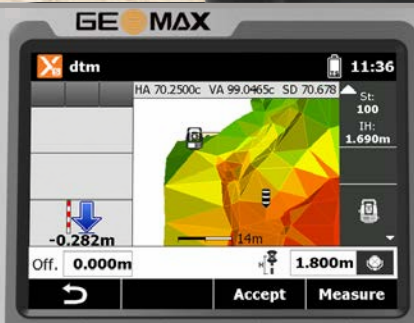 GEOMAX
dtm
11:36
HA 70.2500c VA 99.0465c SD 70.678
St:
100
IH:
1.690m
-0.282m
14m
Off. 0.000m
H
1.800m
Accept
Measure